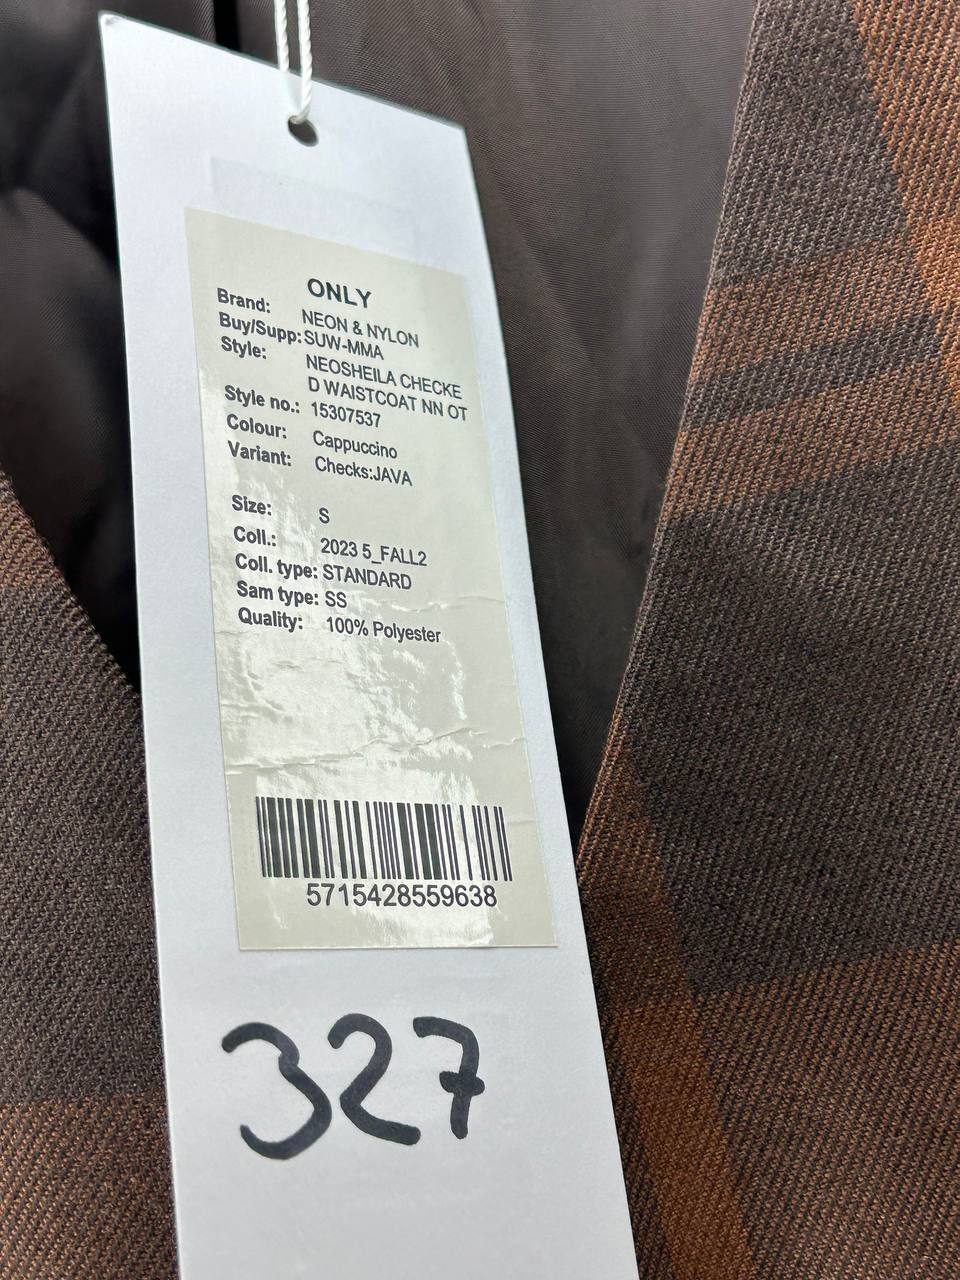 ONLY
Brand: NEON & NYLON
Buy/Supp: SUW-MMA
Style: NEOSHEILA CHECKE
D WAISTCOAT NN OT
Style no.: 15307537
Colour: Cappuccino
Variant: Checks:JAVA
Size: S
Coll.: 2023 5_FALL2
Coll. type: STANDARD
Sam type: SS
Quality: 100% Polyester
5715428559638
327